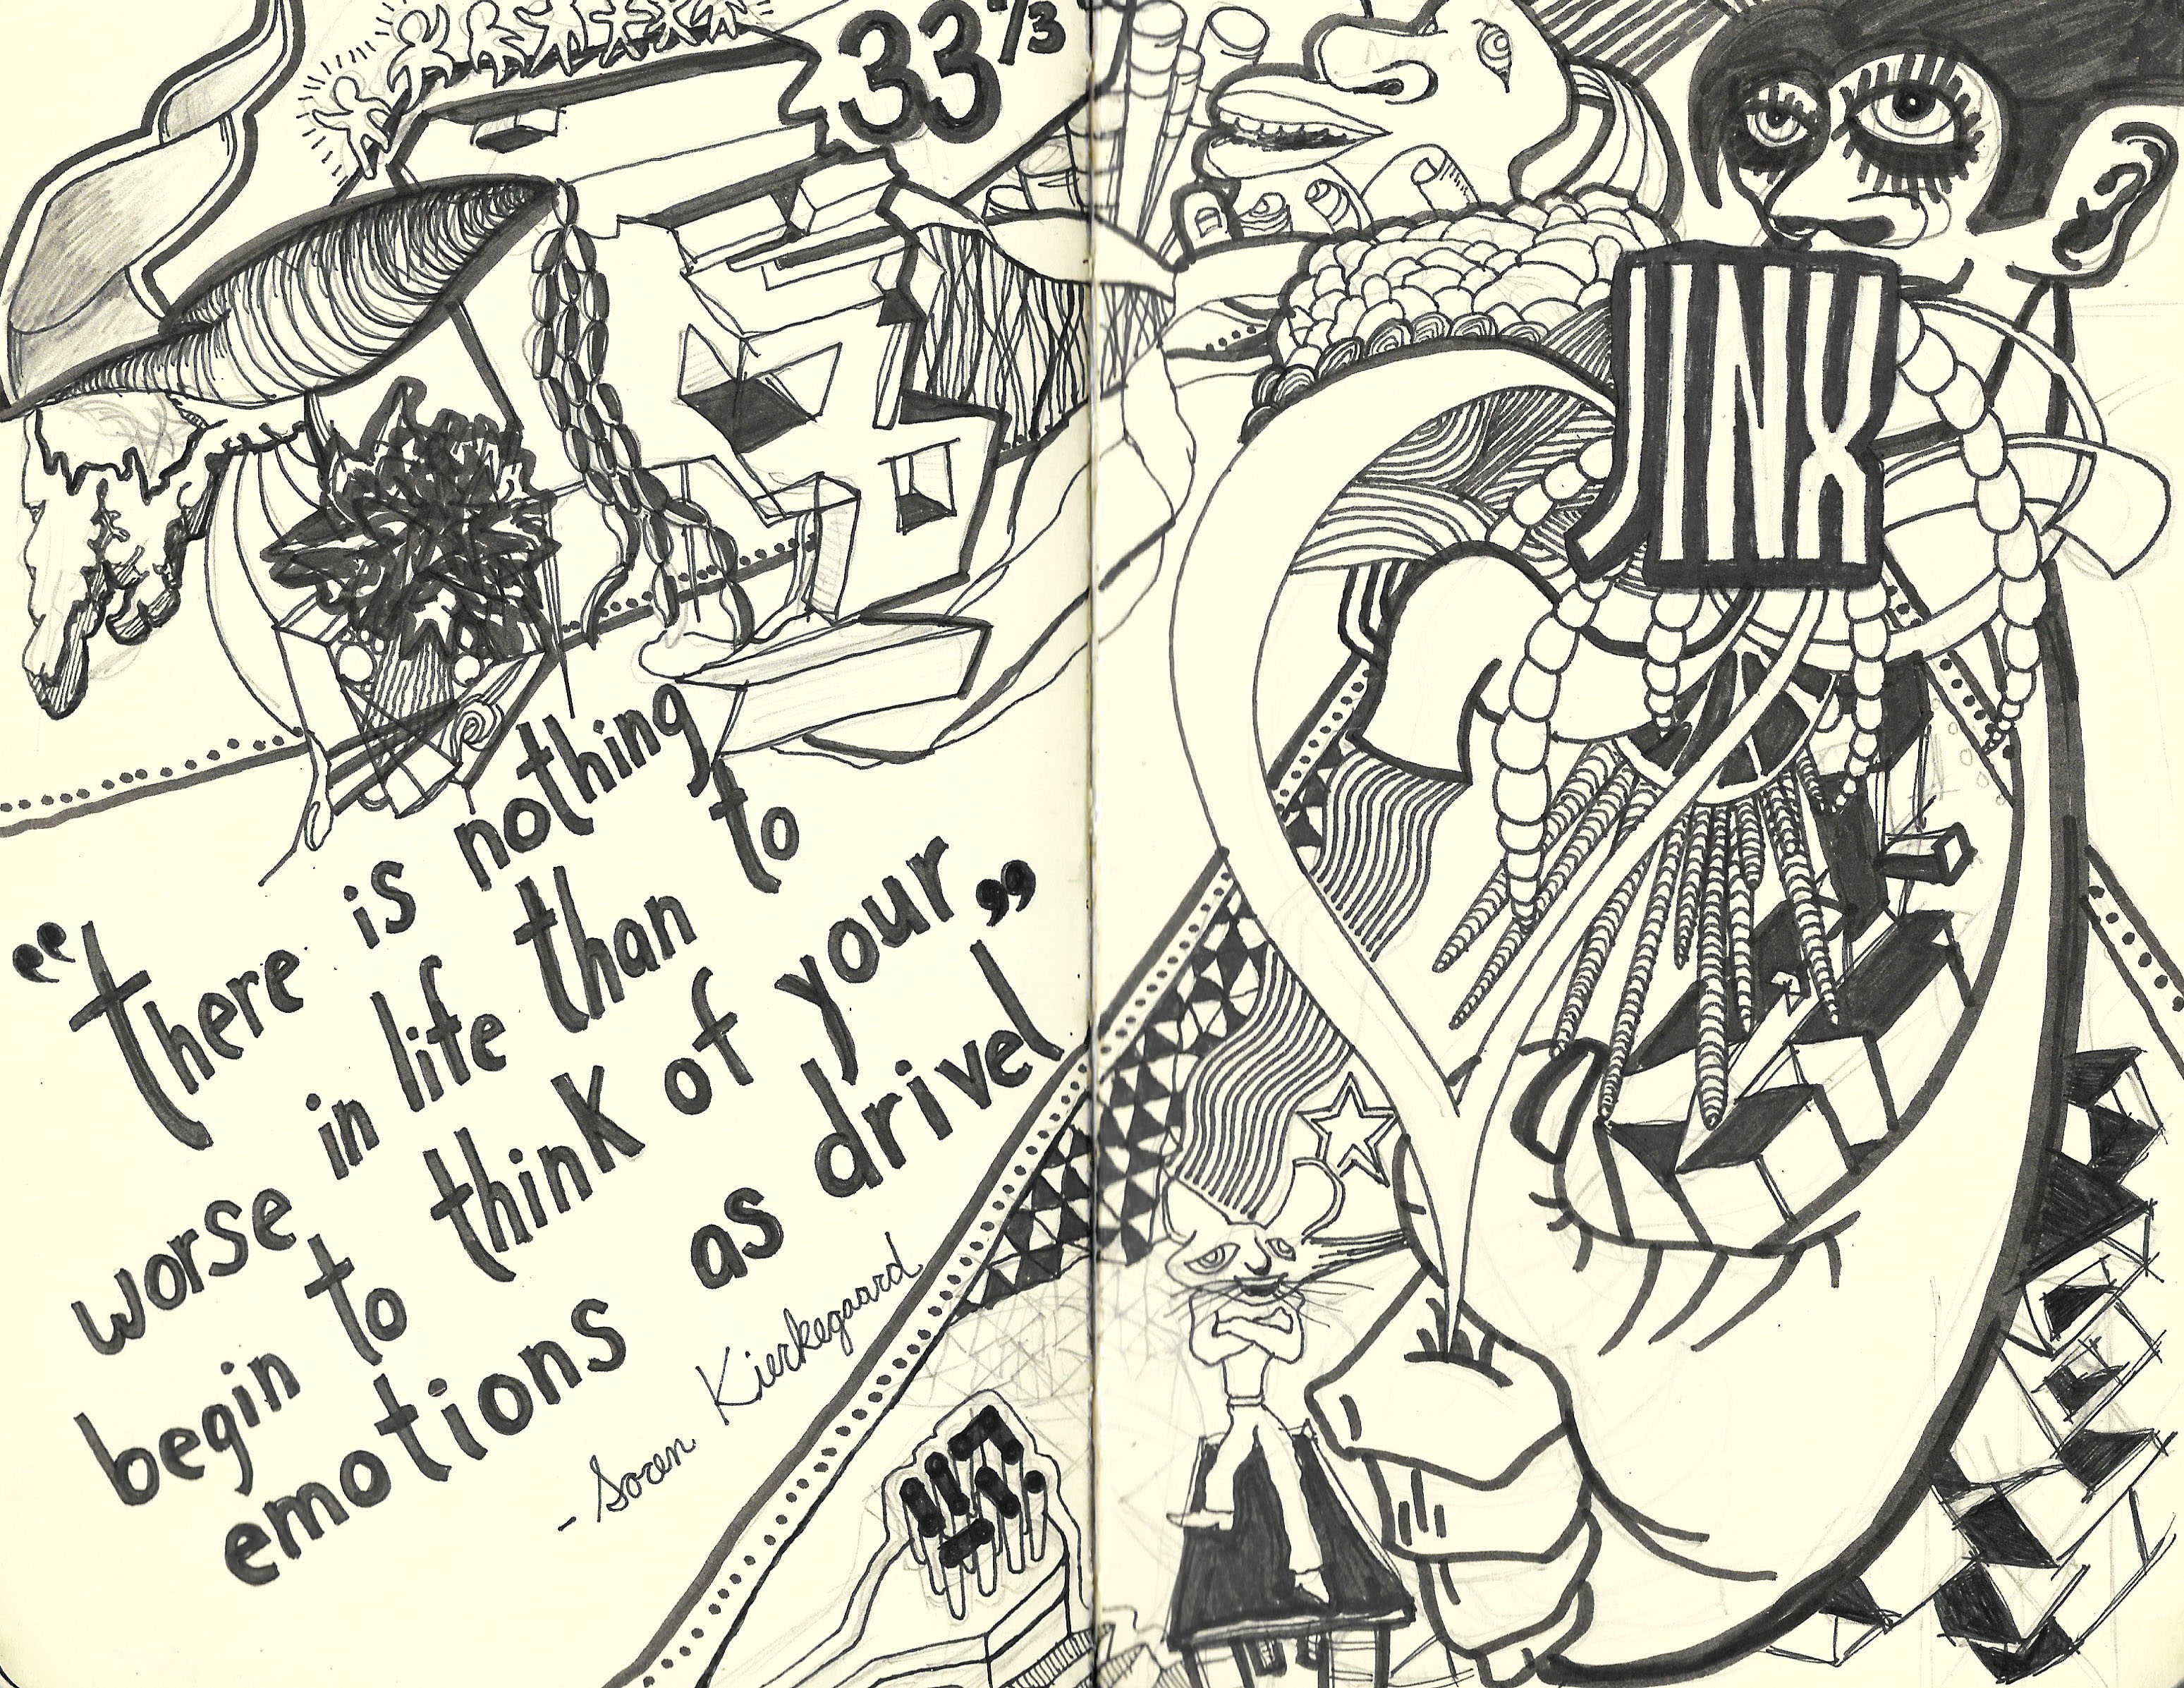 33 1/3
JINX
“there is nothing
worse in life than to
begin to think of your
emotions as drivel”
- Soren Kierkegaard